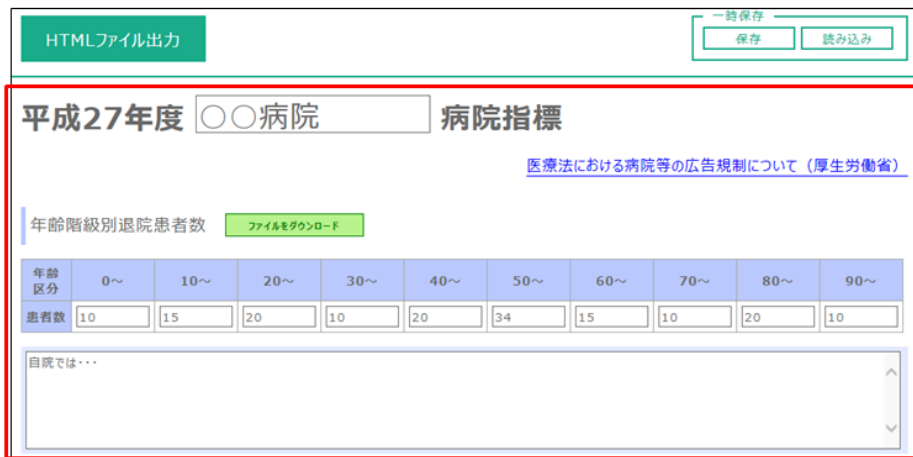 HTMLファイル出力
一時保存
保存 読み込み
平成27年度 〇〇病院 病院指標
医療法における病院等の広告規制について（厚生労働省）
年齢階級別退院患者数 ファイルをダウンロード
年齢区分 0～ 10～ 20～ 30～ 40～ 50～ 60～ 70～ 80～ 90～
患者数 10 15 20 10 20 34 15 10 20 10
自院では・・・